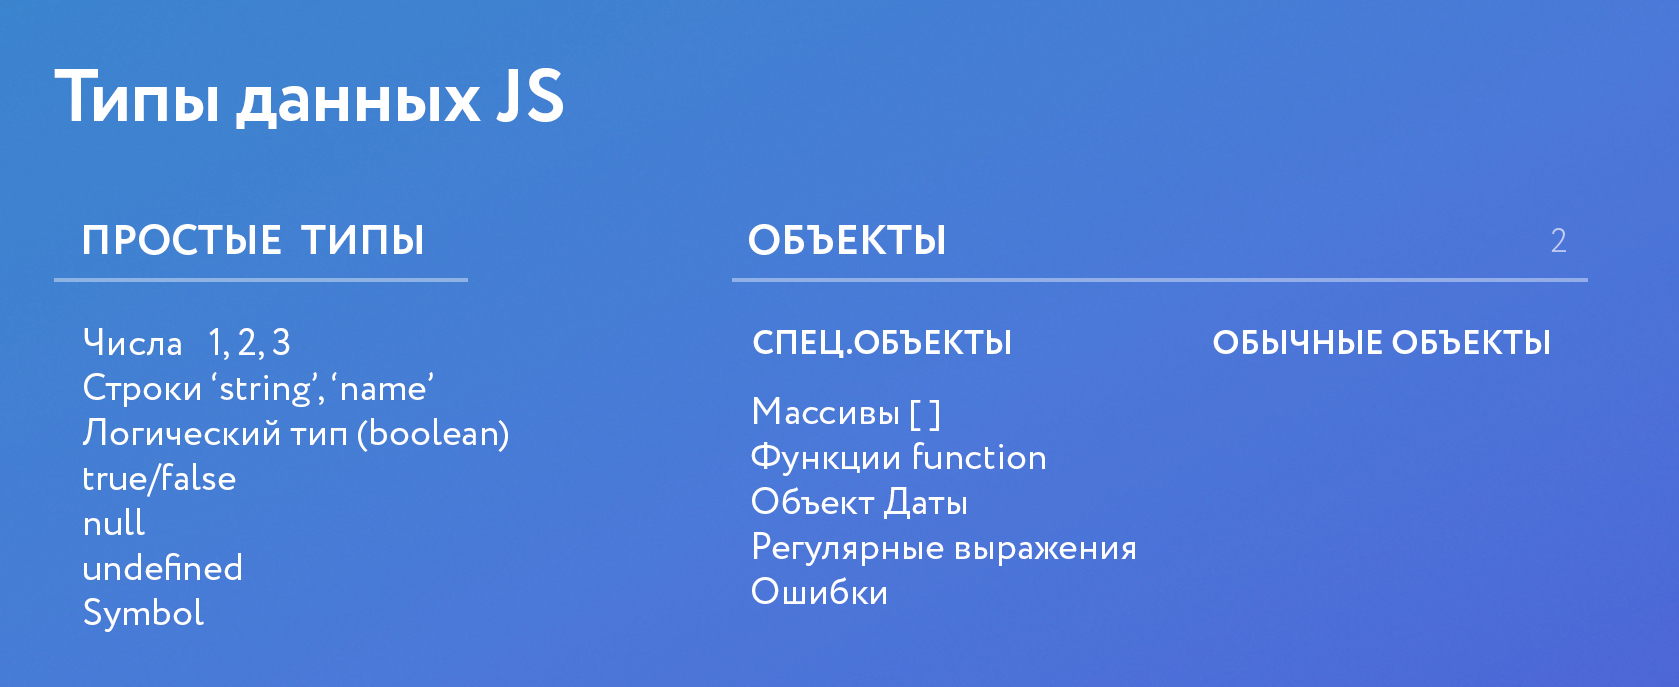 Типы данных JS
ПРОСТЫЕ ТИПЫ
Числа 1, 2, 3
Строки ‘string’, ‘name’
Логический тип (boolean)
true/false
null
undefined
Symbol
ОБЪЕКТЫ 2
СПЕЦ.ОБЪЕКТЫ
Массивы [ ]
Функции function
Объект Даты
Регулярные выражения
Ошибки
ОБЫЧНЫЕ ОБЪЕКТЫ